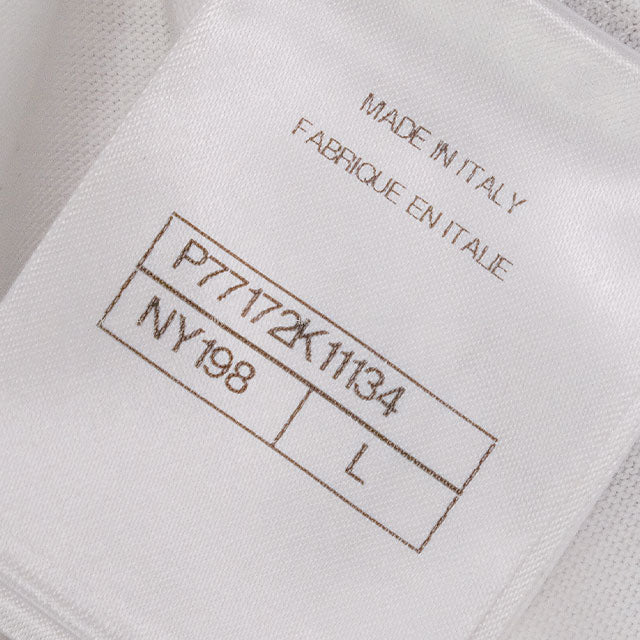 MADE IN ITALY
FABRIQUE EN ITALIE
P77172K11134
NY198 L